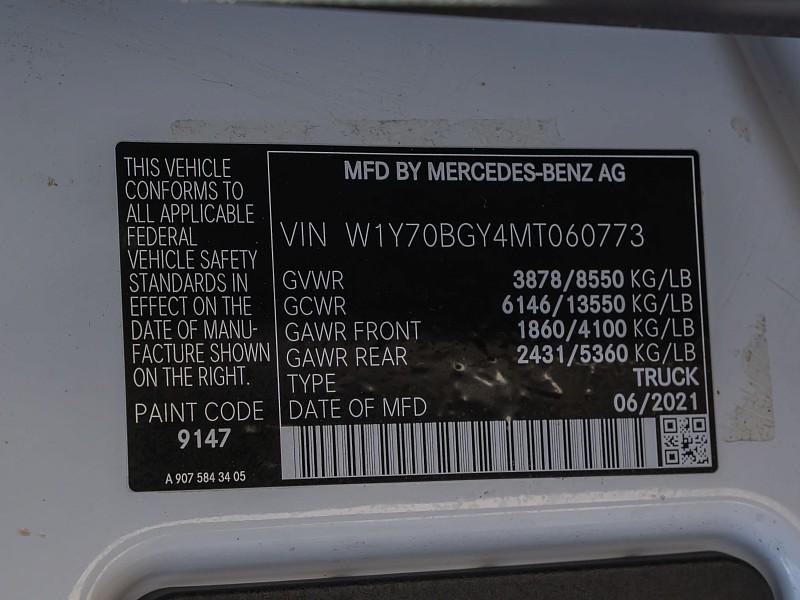 THIS VEHICLE
CONFORMS TO
ALL APPLICABLE
FEDERAL
VEHICLE SAFETY
STANDARDS IN
EFFECT ON THE
DATE OF MANU-
FACTURE SHOWN
ON THE RIGHT.
PAINT CODE
9147
A 907 584 34 05
MFD BY MERCEDES-BENZ AG
VIN W1Y70BGY4MT060773
GVWR 3878/8550 KG/LB
GCWR 6146/13550 KG/LB
GAWR FRONT 1860/4100 KG/LB
GAWR REAR 2431/5360 KG/LB
TYPE TRUCK
DATE OF MFD 06/2021